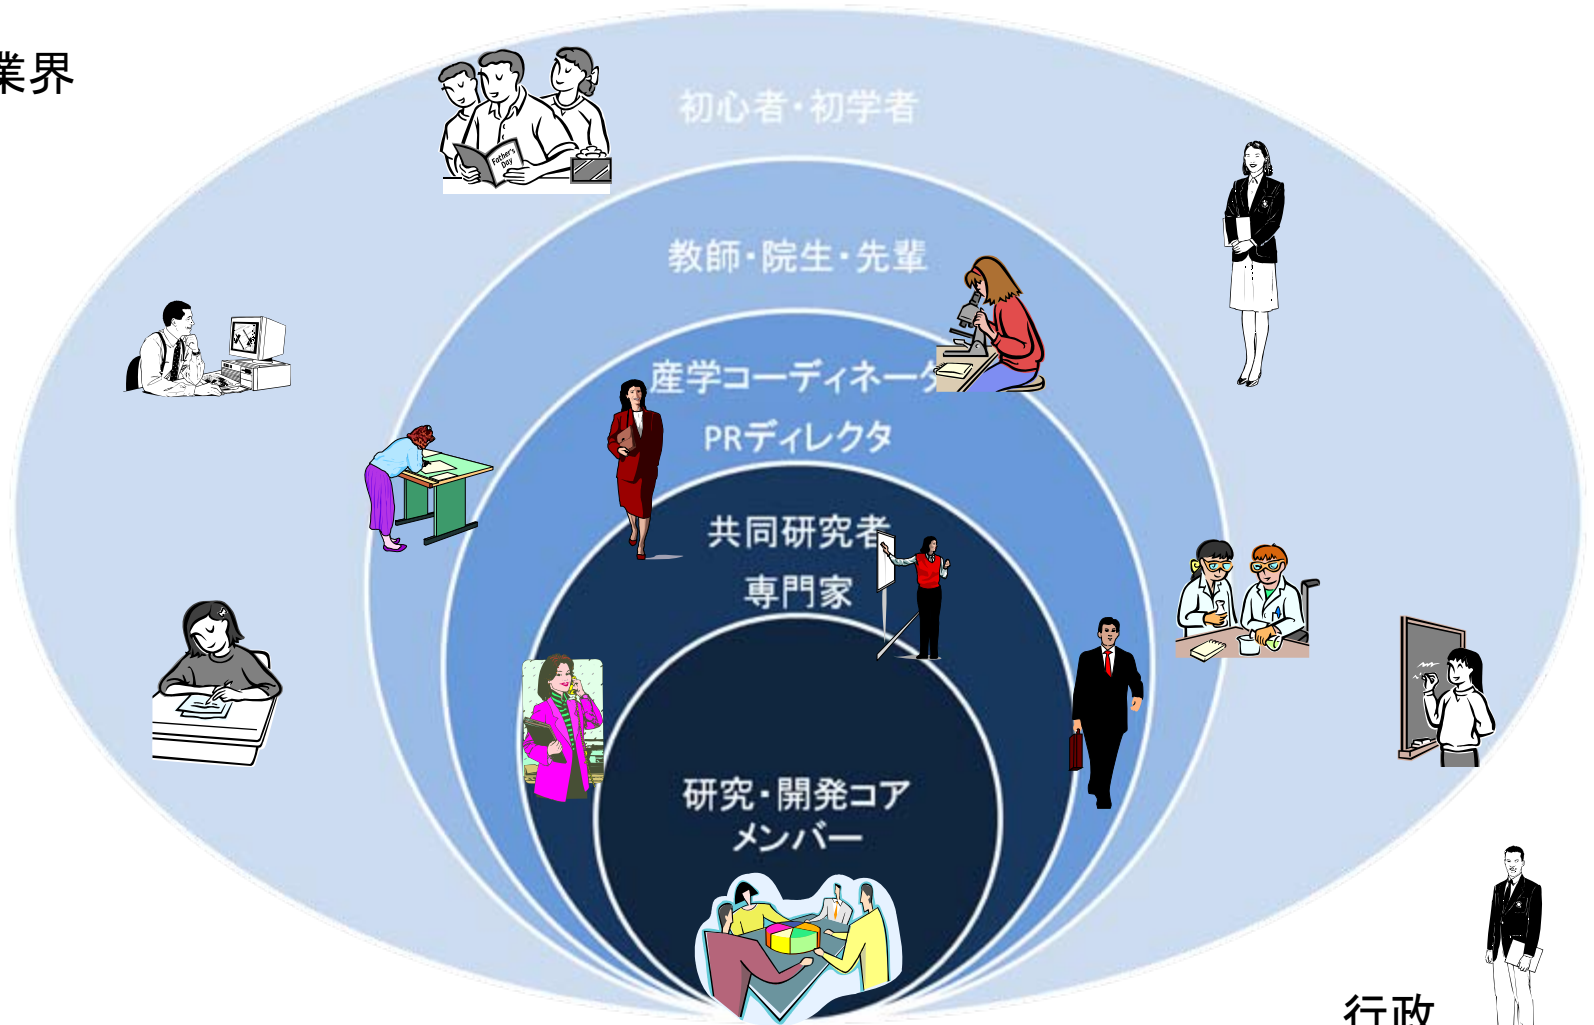 業界
初心者・初学者
Father's
Day
教師・院生・先輩
産学コーディネータ
PRディレクタ
共同研究者
専門家
研究・開発コア
メンバー
行政